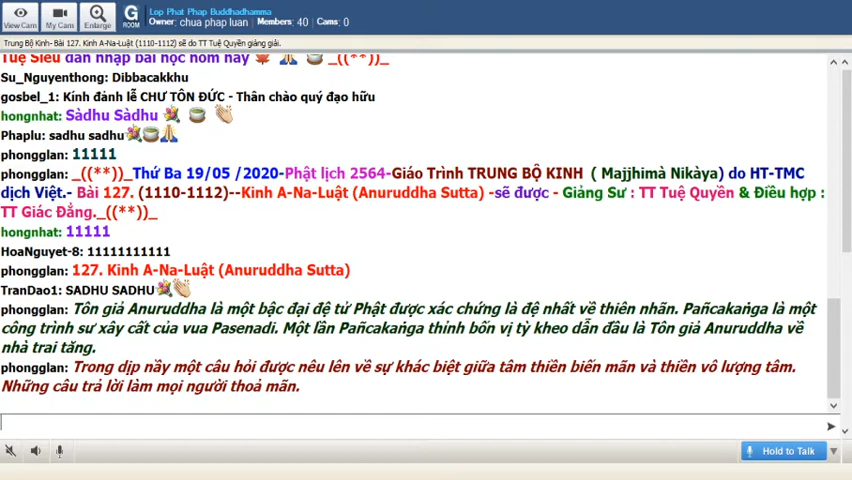 View Cam
My Cam
Enlarge
G
ROOM
Lop Phat Phap Buddhadhamma
Owner: chua phap luan Members: 40 Cams: 0
Trung Bộ Kinh- Bài 127. Kinh A-Na-Luật (1110-1112) sẽ do TT Tuệ Quyền giảng giải.
Tuệ Siêu dẫn nhập bài học hôm nay _((**))_
Su_Nguyenthong: Dibbacakkhu
gosbel_1: Kính đảnh lễ CHƯ TÔN ĐỨC - Thân chào quý đạo hữu
hongnhat: Sàdhu Sàdhu
Phaplu: sadhu sadhu
phongglan: 11111
phongglan: _((**))_Thứ Ba 19/05 /2020-Phật lịch 2564-Giáo Trình TRUNG BỘ KINH ( Majjhimà Nikàya) do HT-TMC
dịch Việt.- Bài 127. (1110-1112)--Kinh A-Na-Luật (Anuruddha Sutta) -sẽ được - Giảng Sư : TT Tuệ Quyền & Điều hợp :
TT Giác Đẳng._((**))_
hongnhat: 11111
HoaNguyet-8: 11111111111
phongglan: 127. Kinh A-Na-Luật (Anuruddha Sutta)
TranDao1: SADHU SADHU
phongglan: Tôn giả Anuruddha là một bậc đại đệ tử Phật được xác chứng là đệ nhất về thiên nhãn. Pañcakaṅga là một
công trình sư xây cất của vua Pasenadi. Một lần Pañcakaṅga thỉnh bốn vị tỳ kheo dẫn đầu là Tôn giả Anuruddha về
nhà trai tăng.
phongglan: Trong dịp nầy một câu hỏi được nêu lên về sự khác biệt giữa tâm thiền biến mãn và thiền vô lượng tâm.
Những câu trả lời làm mọi người thoả mãn.
Hold to Talk